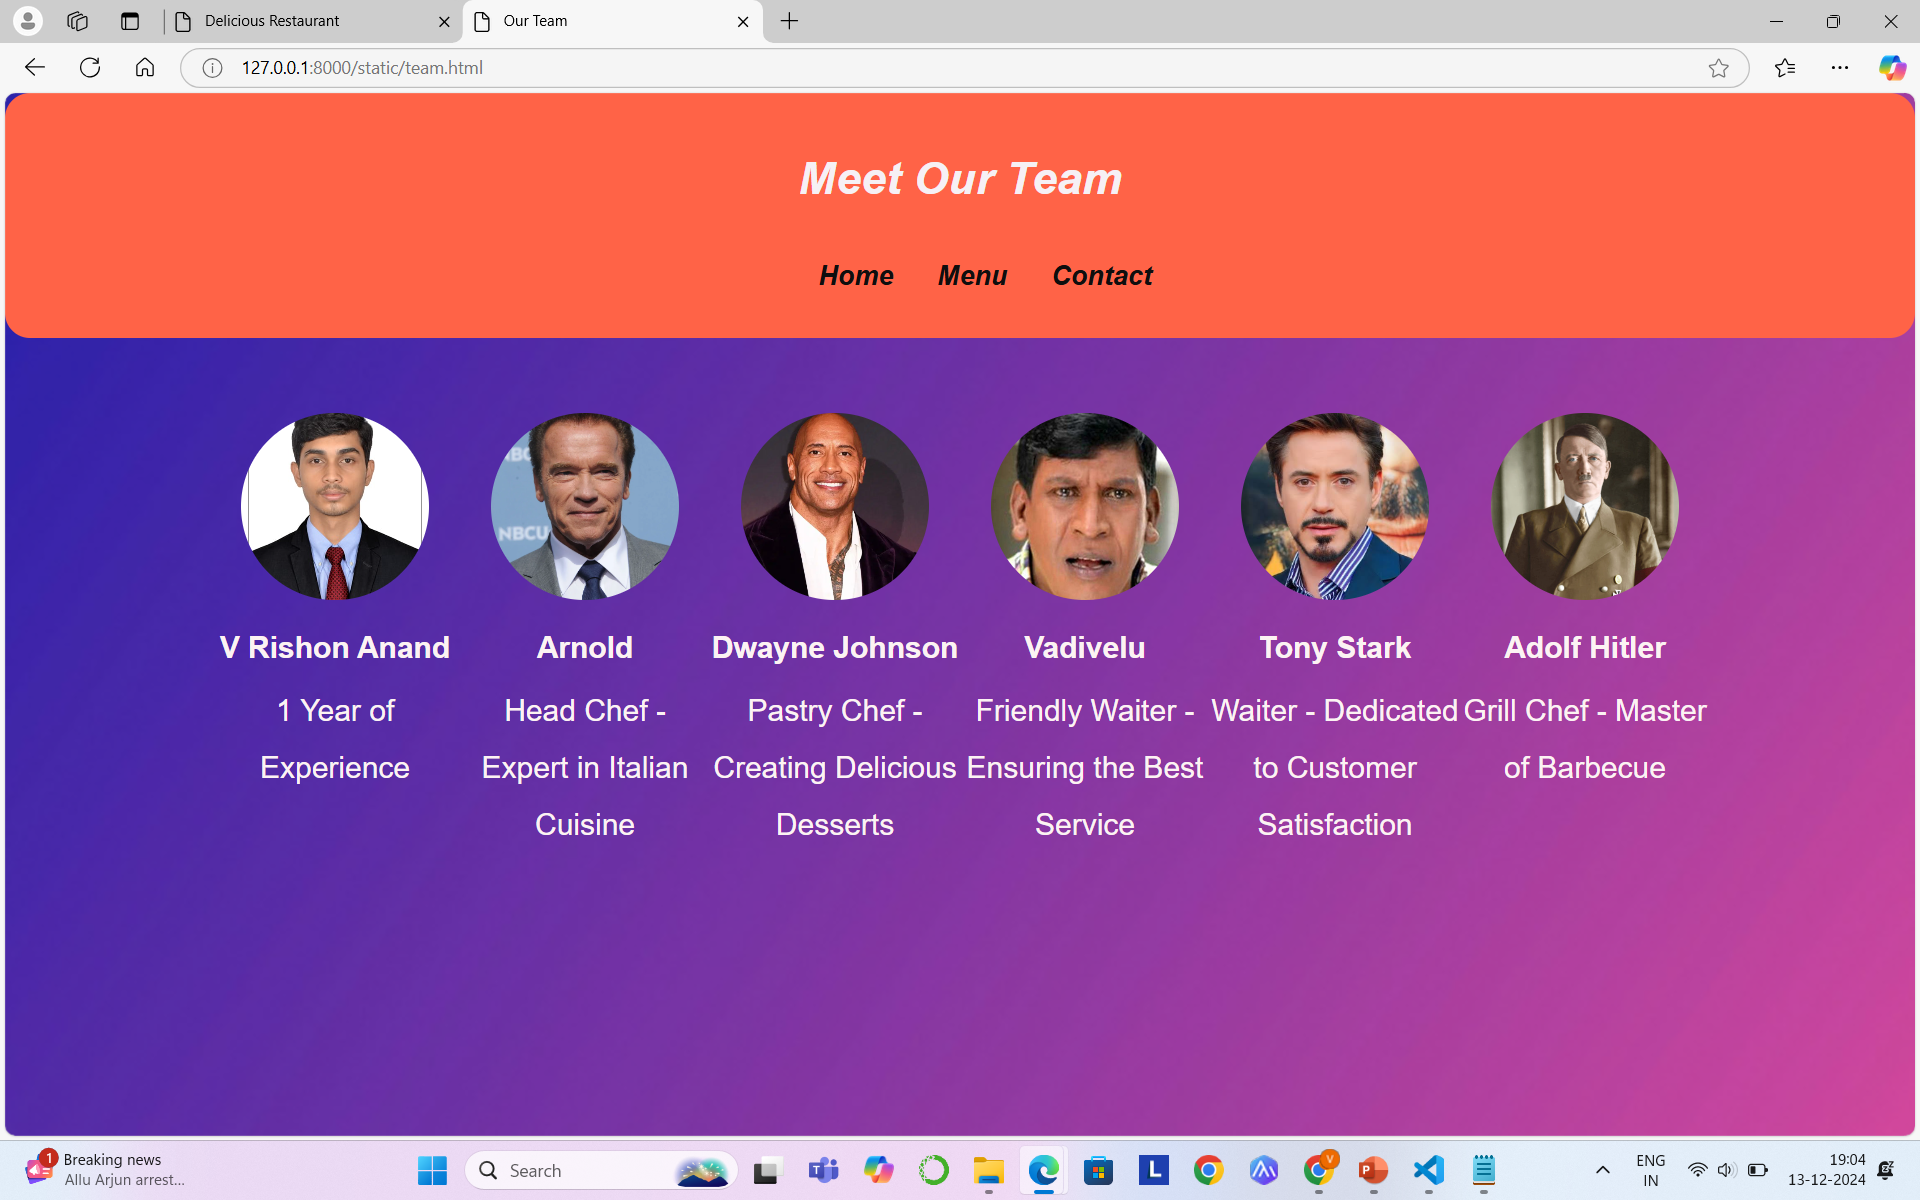 Delicious Restaurant
Our Team
127.0.0.1:8000/static/team.html
Meet Our Team
Home Menu Contact
NBCU
V Rishon Anand
1 Year of
Experience
Arnold
Head Chef -
Expert in Italian
Cuisine
Dwayne Johnson
Pastry Chef -
Creating Delicious
Desserts
Vadivelu
Friendly Waiter -
Ensuring the Best
Service
Tony Stark
Waiter - Dedicated
to Customer
Satisfaction
Adolf Hitler
Grill Chef - Master
of Barbecue
1
Breaking news
Allu Arjun arrest...
Search
ENG
IN
19:04
13-12-2024